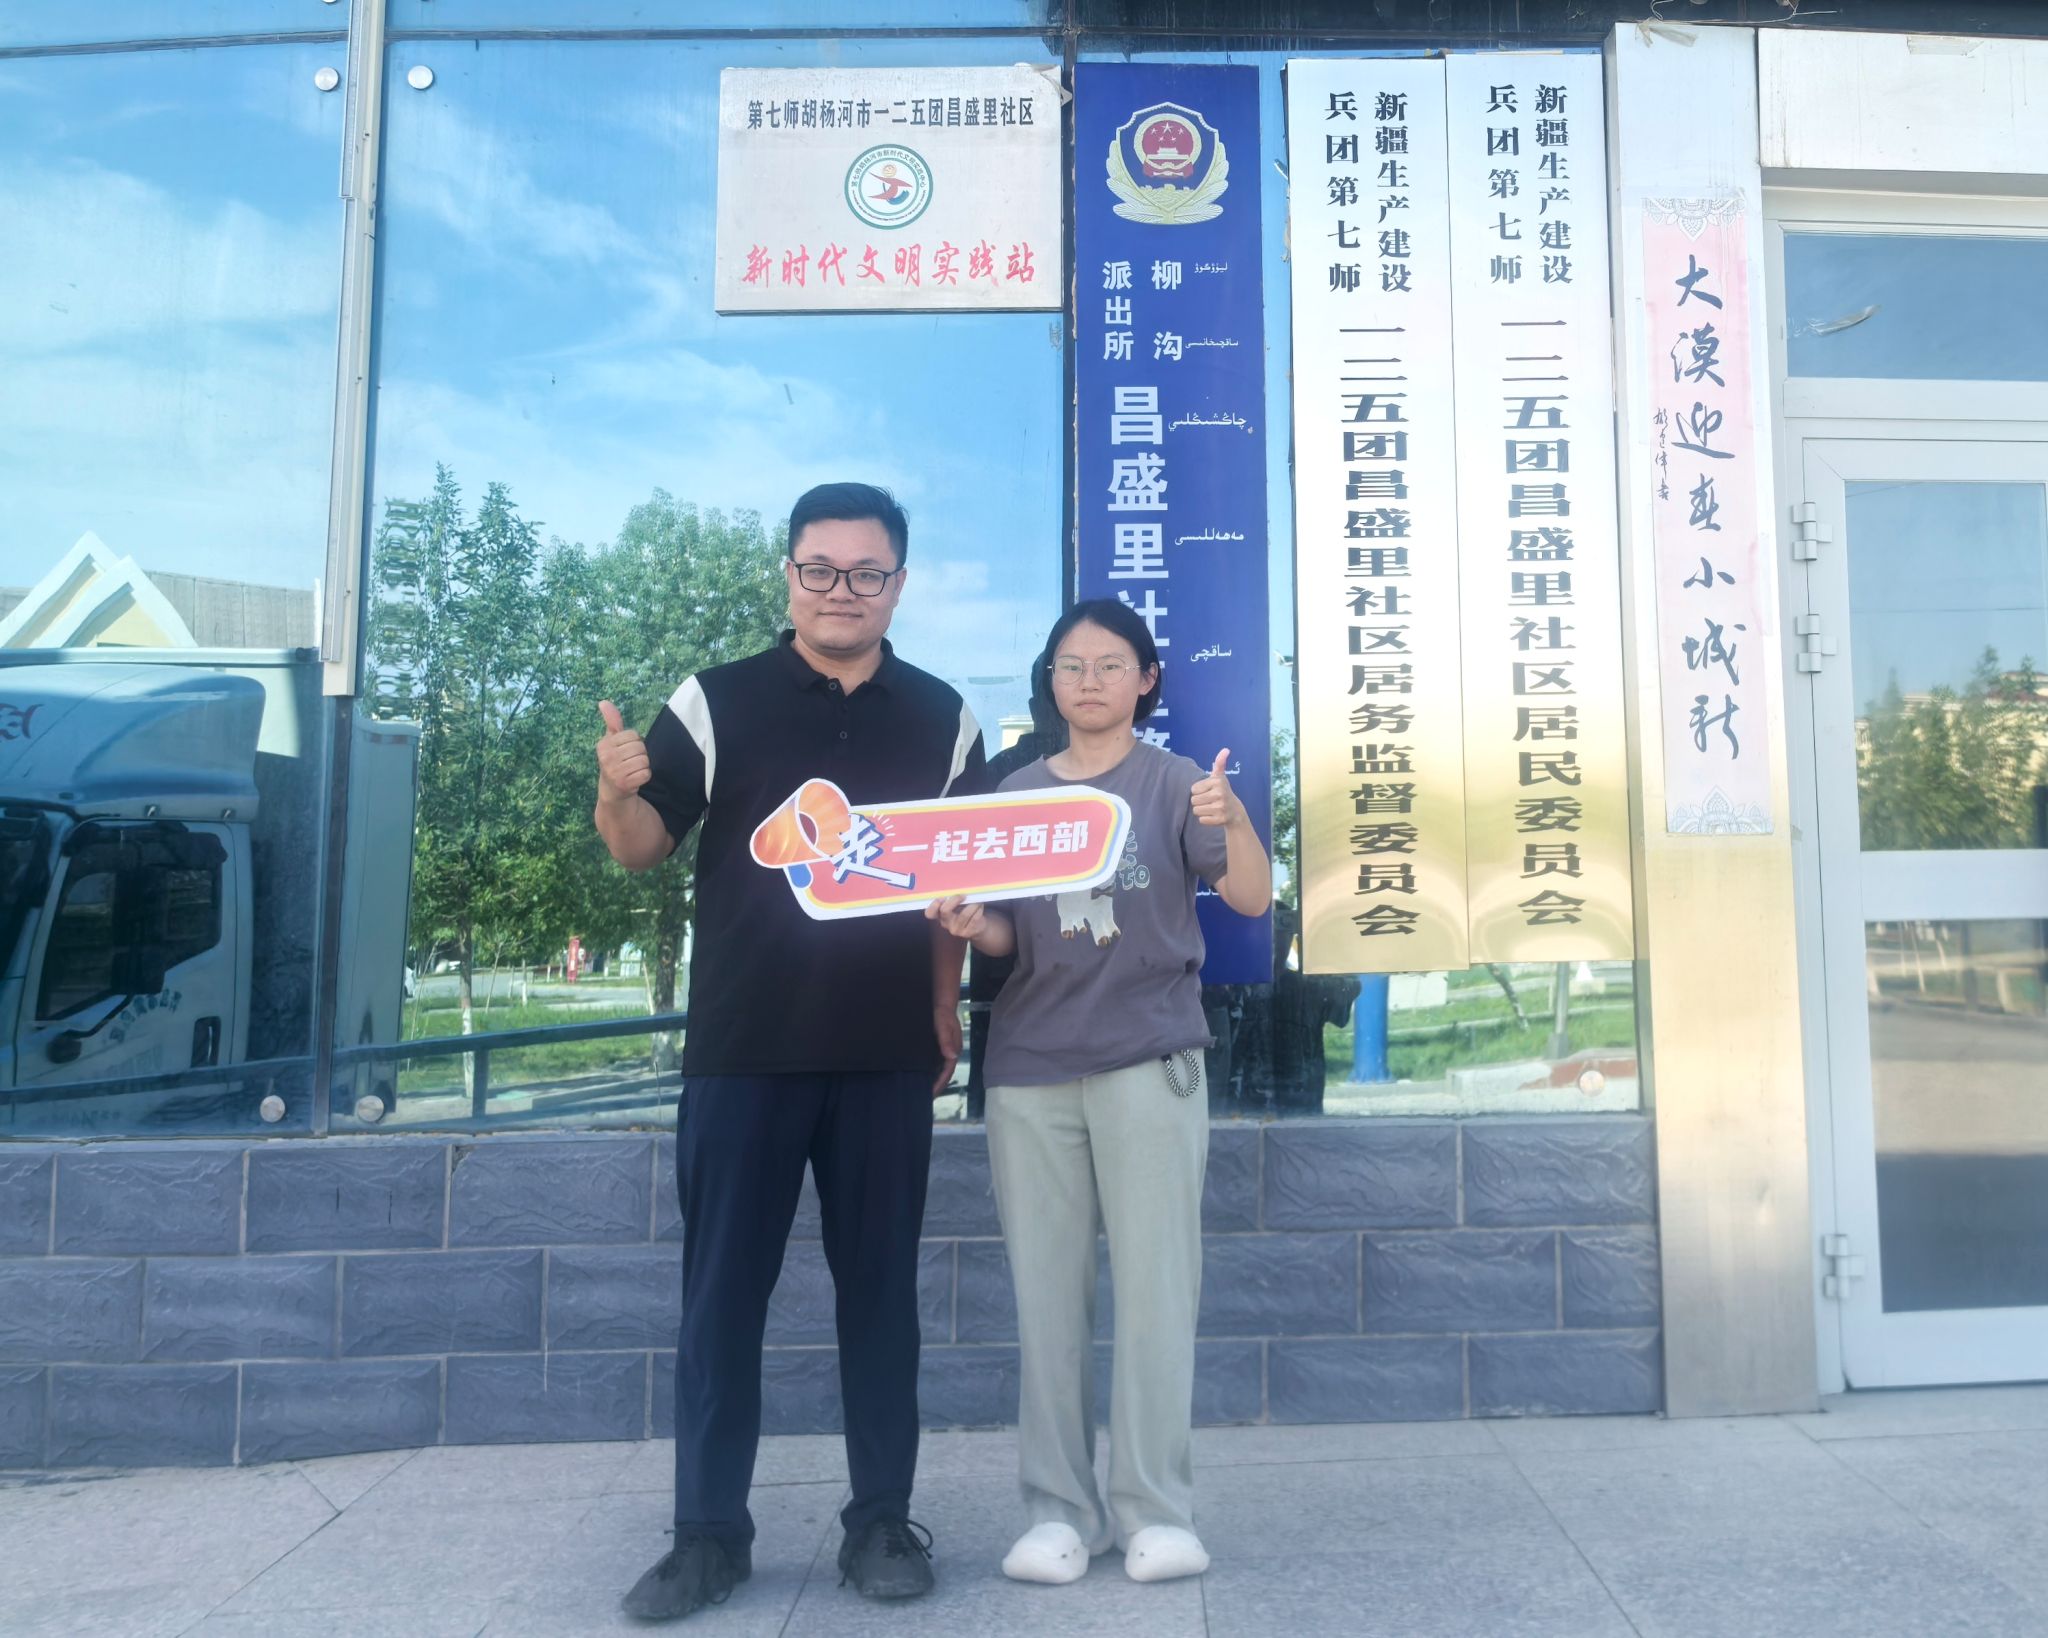 第七师胡杨河市一二五团昌盛里社区
新时代文明实践站
柳沟
派出所
昌盛里社
ساقچىخانىسى
مەھەللىسى
ساقچى
新疆生产建设
兵团第七师
一二五团昌盛里社区居务监督委员会
新疆生产建设
兵团第七师
一二五团昌盛里社区居民委员会
大漠迎春小城新
走一起去西部